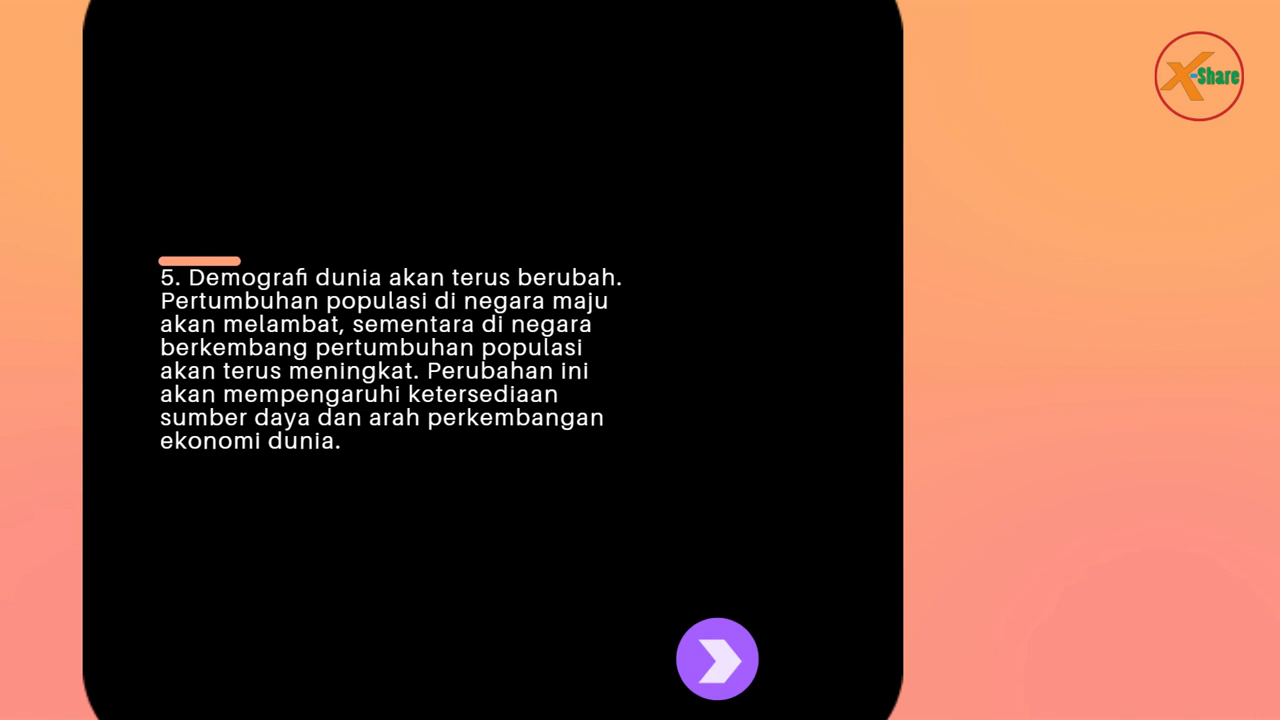 X-Share
5. Demografi dunia akan terus berubah.
Pertumbuhan populasi di negara maju
akan melambat, sementara di negara
berkembang pertumbuhan populasi
akan terus meningkat. Perubahan ini
akan mempengaruhi ketersediaan
sumber daya dan arah perkembangan
ekonomi dunia.